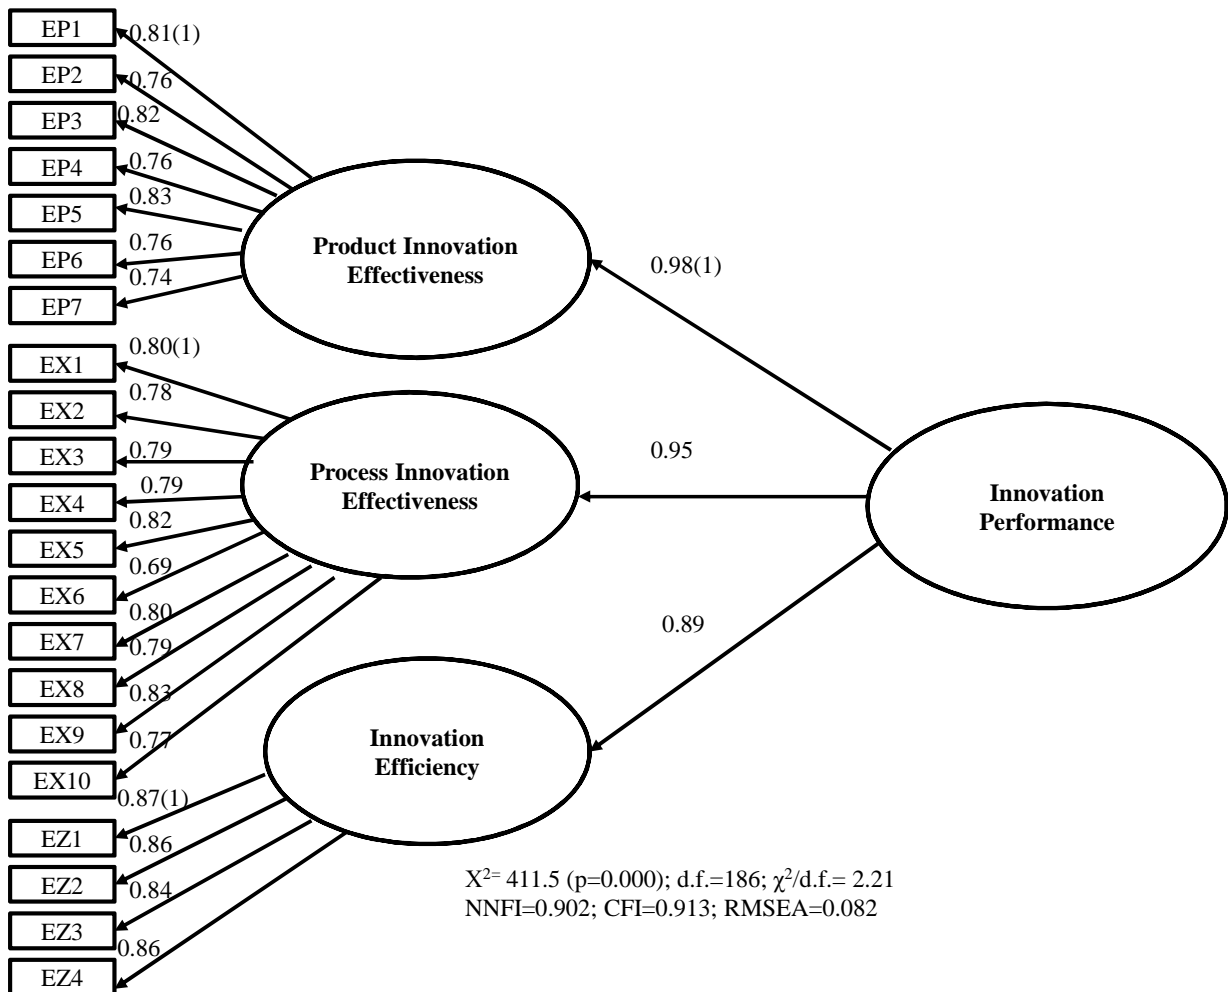 EP1
0.81(1)
EP2
0.76
EP3
0.82
EP4
0.76
EP5
0.83
EP6
0.76
EP7
0.74
Product Innovation
Effectiveness
0.98(1)
EX1
0.80(1)
EX2
0.78
EX3
0.79
EX4
0.79
EX5
0.82
EX6
0.69
EX7
0.80
EX8
0.79
EX9
0.83
EX10
0.77
Process Innovation
Effectiveness
0.95
Innovation
Performance
0.89
EZ1
0.87(1)
EZ2
0.86
EZ3
0.84
EZ4
0.86
Innovation
Efficiency
X²⁼ 411.5 (p=0.000); d.f.=186; χ²/d.f.= 2.21
NNFI=0.902; CFI=0.913; RMSEA=0.082